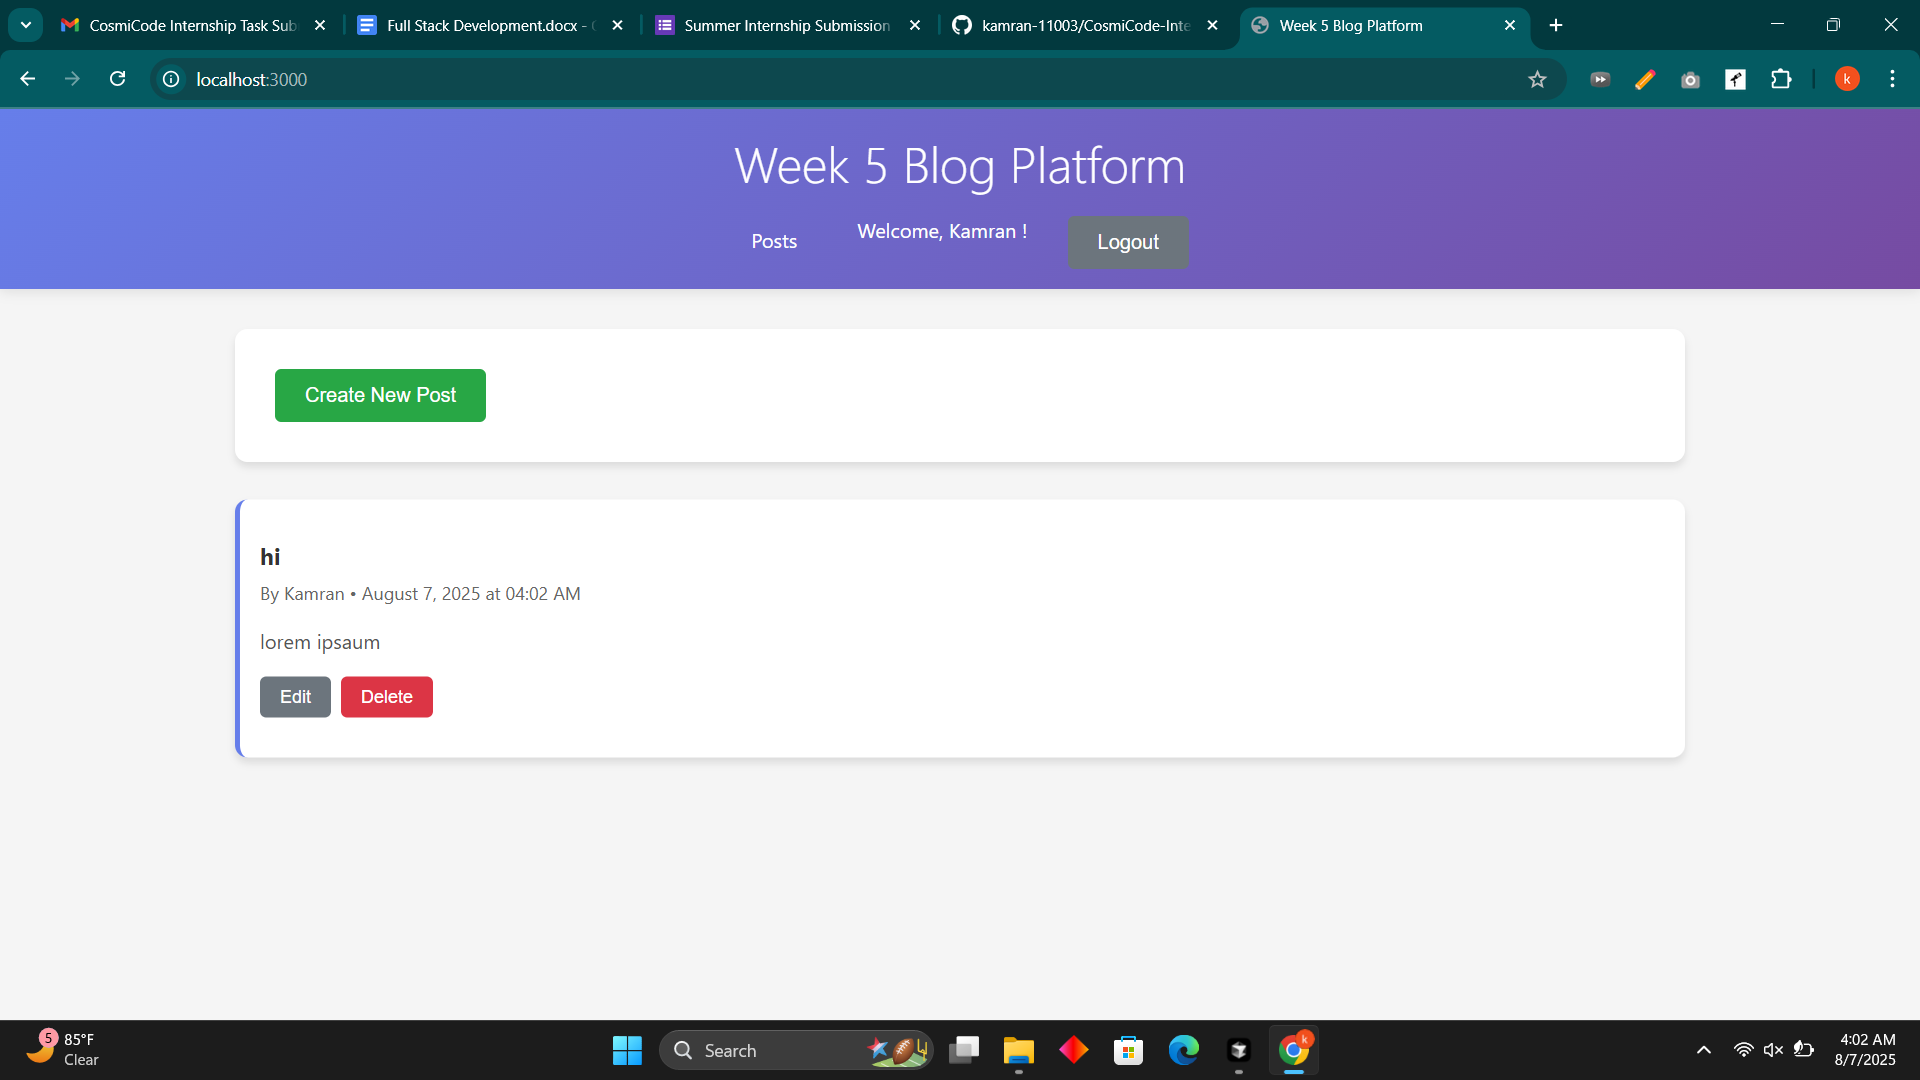 CosmiCode Internship Task Sub
Full Stack Development.docx -
Summer Internship Submission
kamran-11003/CosmiCode-Inte
Week 5 Blog Platform
localhost:3000
k
Week 5 Blog Platform
Posts
Welcome, Kamran !
Logout
Create New Post
hi
By Kamran • August 7, 2025 at 04:02 AM
lorem ipsaum
Edit
Delete
5
85°F
Clear
Search
k
4:02 AM
8/7/2025